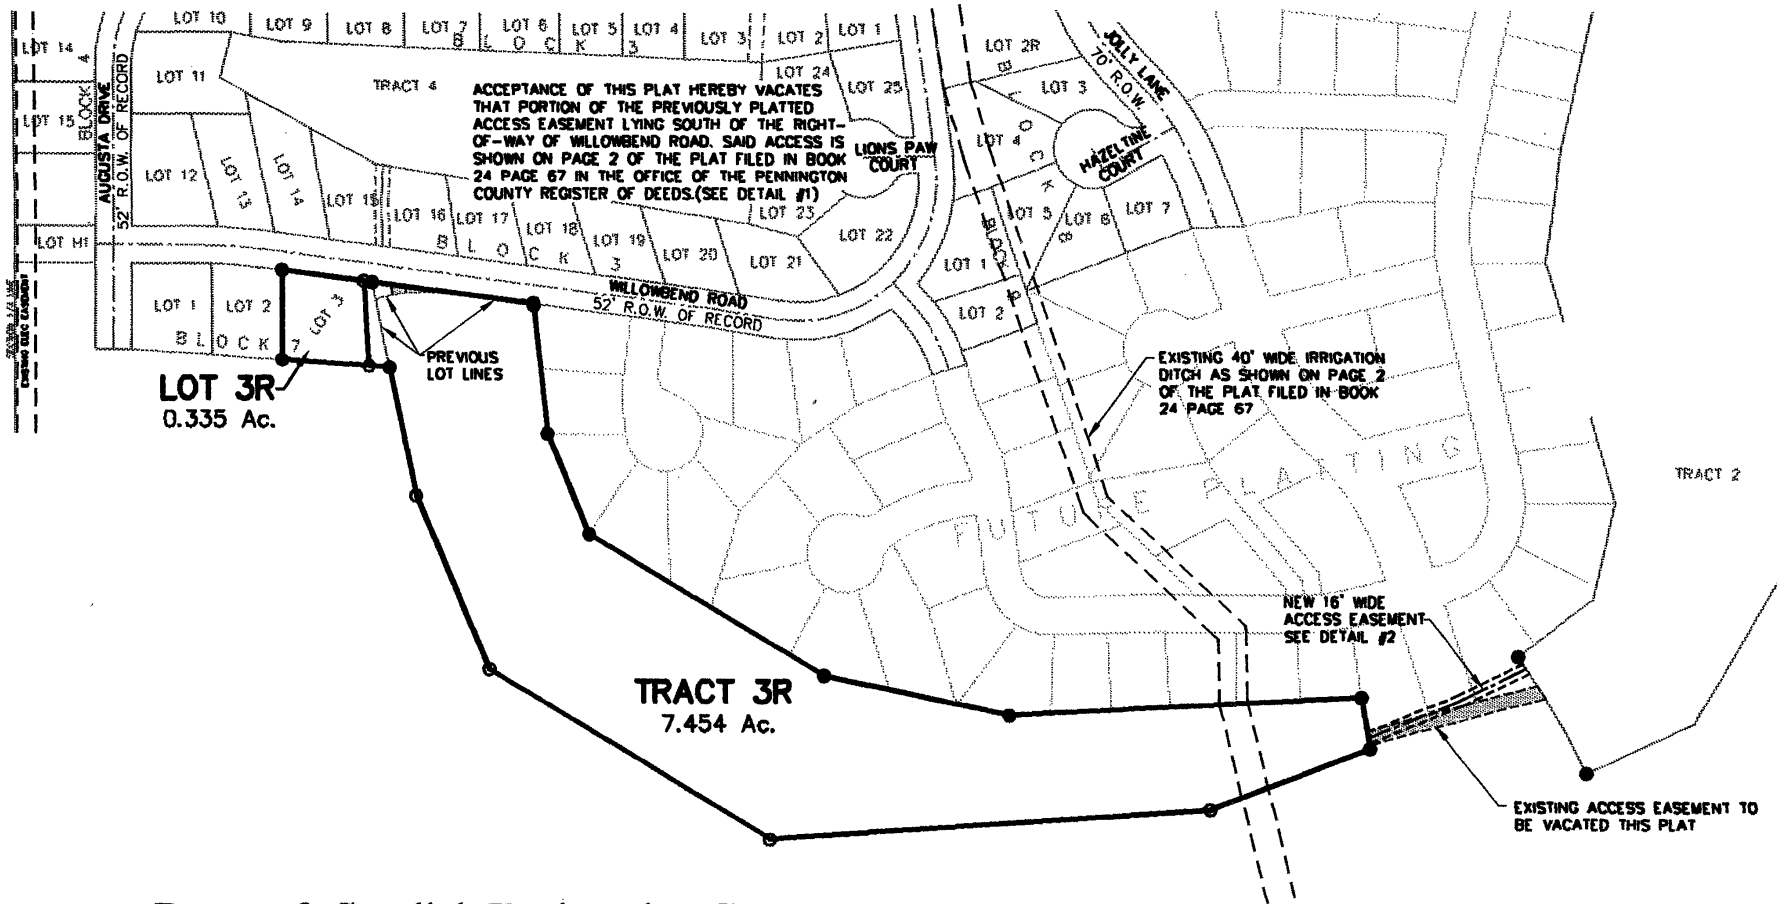 LOT 10
LOT 9
LOT 8
LOT 7
LOT 6
LOT 5
LOT 4
LOT 3
LOT 2
LOT 1
BLOCK 3
LOT 14
LOT 15
BLOCK 4
LOT H1
AUGUSTA DRIVE
52' R.O.W. OF RECORD
LOT 11
LOT 12
LOT 13
LOT 14
LOT 15
LOT 16
LOT 17
LOT 18
LOT 19
LOT 20
LOT 21
LOT 22
LOT 23
LOT 24
LOT 25
BLOCK 3
TRACT 4
ACCEPTANCE OF THIS PLAT HEREBY VACATES
THAT PORTION OF THE PREVIOUSLY PLATTED
ACCESS EASEMENT LYING SOUTH OF THE RIGHT-
OF-WAY OF WILLOWBEND ROAD. SAID ACCESS IS
SHOWN ON PAGE 2 OF THE PLAT FILED IN BOOK
24 PAGE 67 IN THE OFFICE OF THE PENNINGTON
COUNTY REGISTER OF DEEDS.(SEE DETAIL #1)
LIONS PAW
COURT
LOT 2R
LOT 3
LOT 4
LOT 5
LOT 6
LOT 7
BLOCK 8
JOLLY LANE
70' R.O.W.
HAZELTINE
COURT
LOT 1
LOT 2
BLOCK 9
WILLOWBEND ROAD
52' R.O.W. OF RECORD
LOT 1
LOT 2
LOT 3
BLOCK 7
EXISTING ELEC EASEMENT
PREVIOUS
LOT LINES
LOT 3R
0.335 Ac.
EXISTING 40' WIDE IRRIGATION
DITCH AS SHOWN ON PAGE 2
OF THE PLAT FILED IN BOOK
24 PAGE 67
FUTURE PLATTING
TRACT 2
NEW 16' WIDE
ACCESS EASEMENT
SEE DETAIL #2
TRACT 3R
7.454 Ac.
EXISTING ACCESS EASEMENT TO
BE VACATED THIS PLAT